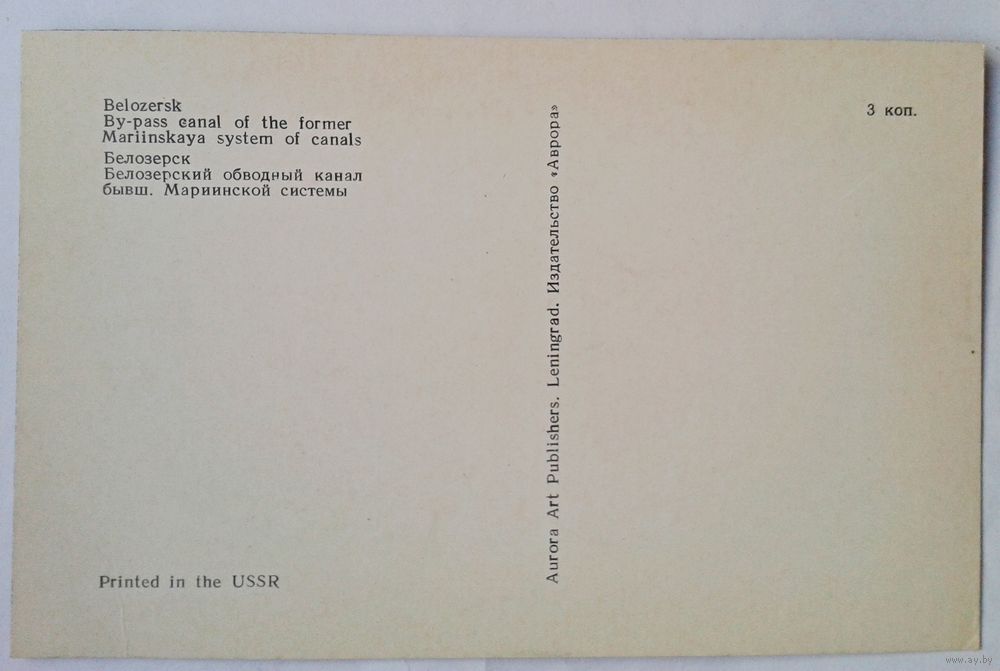 Belozersk
By-pass canal of the former
Mariinskaya system of canals
Белозерск
Белозерский обводный канал
бывш. Мариинской системы
Printed in the USSR
Aurora Art Publishers. Leningrad. Издательство «Аврора»
3 коп.
www.ay.by